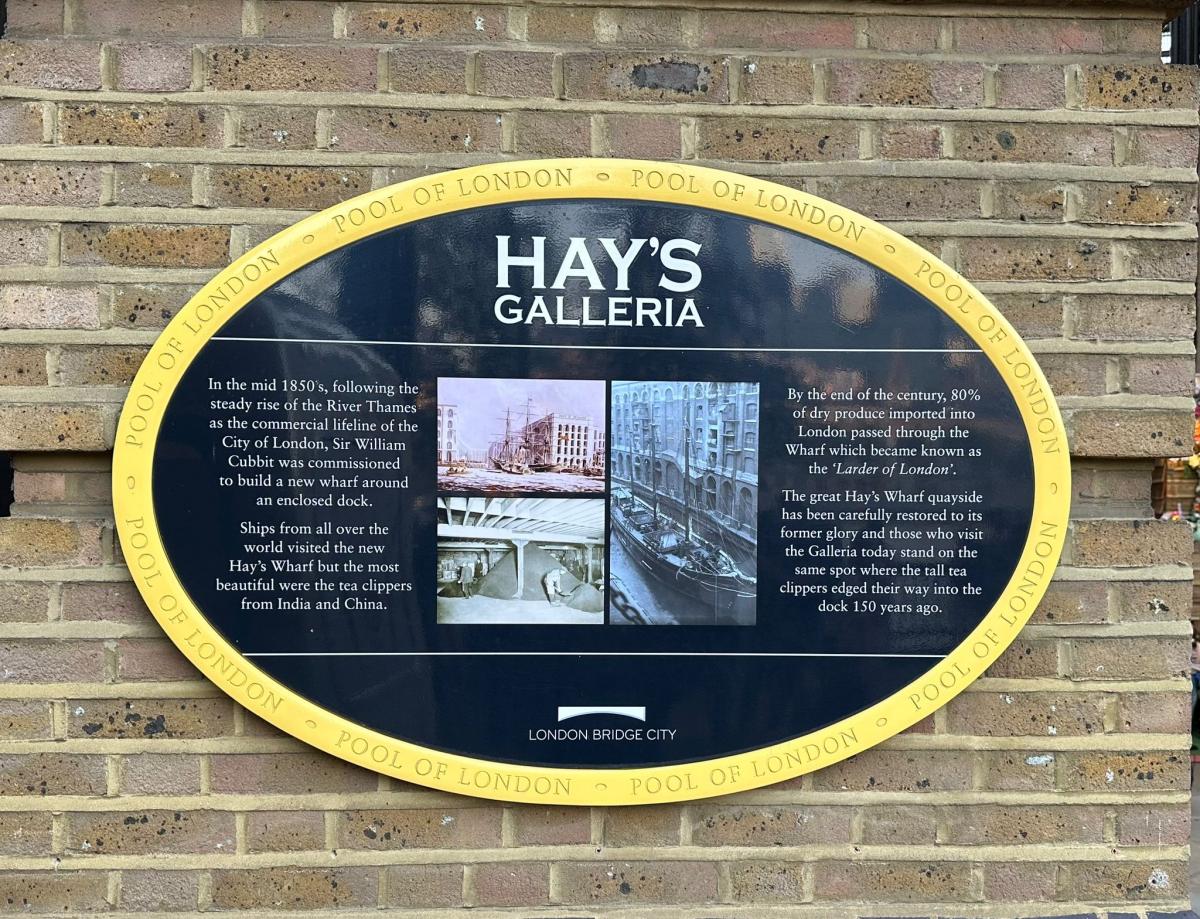 POOL OF LONDON ° POOL OF LONDON ° POOL OF LONDON ° POOL OF LONDON ° POOL OF LONDON ° POOL OF LONDON ° POOL OF LONDON ° POOL OF LONDON °
HAY'S
GALLERIA
In the mid 1850's, following the
steady rise of the River Thames
as the commercial lifeline of the
City of London, Sir William
Cubbit was commissioned
to build a new wharf around
an enclosed dock.
Ships from all over the
world visited the new
Hay's Wharf but the most
beautiful were the tea clippers
from India and China.
By the end of the century, 80%
of dry produce imported into
London passed through the
Wharf which became known as
the 'Larder of London'.
The great Hay's Wharf quayside
has been carefully restored to its
former glory and those who visit
the Galleria today stand on the
same spot where the tall tea
clippers edged their way into the
dock 150 years ago.
LONDON BRIDGE CITY